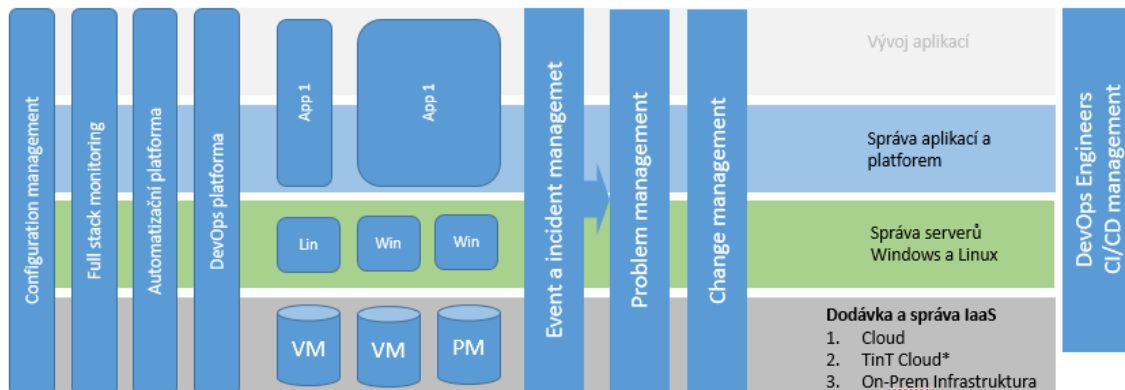 Configuration management
Full stack monitoring
Automatizační platforma
DevOps platforma
App 1
App 1
Lin
Win
Win
VM
VM
PM
Event a incident managemet
Problem management
Change management
Vývoj aplikací
Správa aplikací a
platforem
Správa serverů
Windows a Linux
Dodávka a správa IaaS
1. Cloud
2. TinT Cloud*
3. On-Prem Infrastruktura
DevOps Engineers
CI/CD management